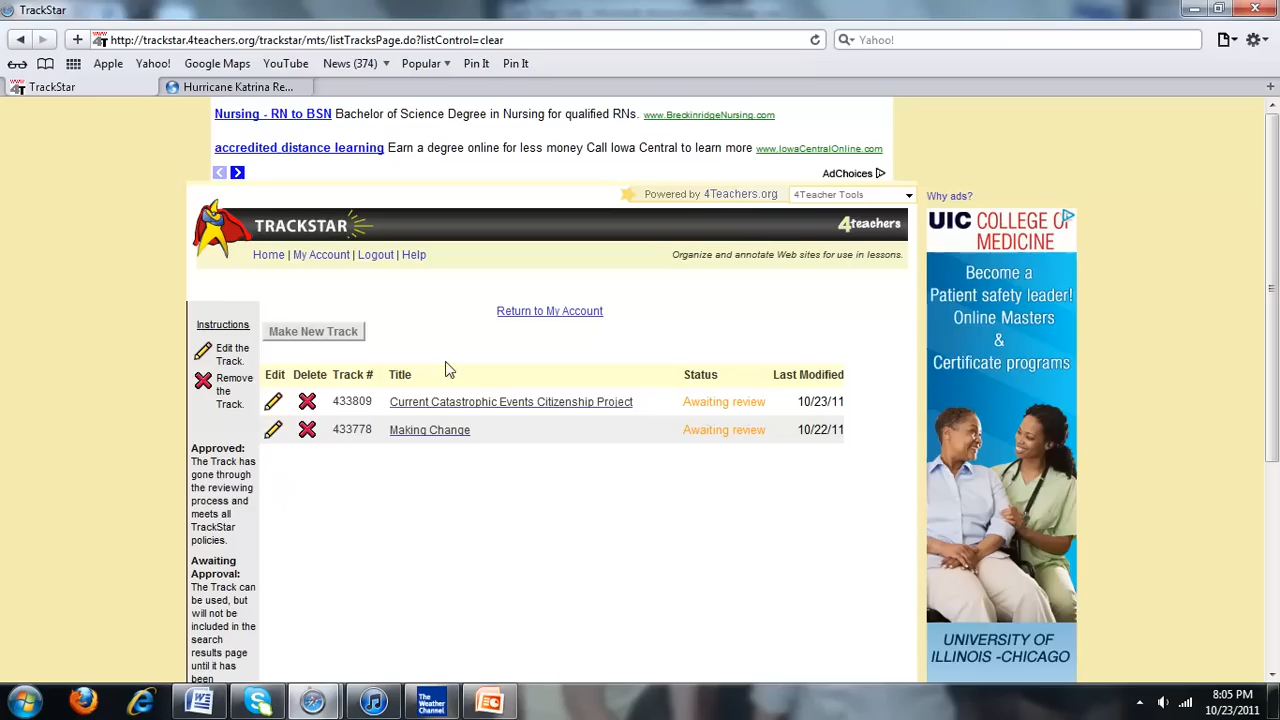 TrackStar
http://trackstar.4teachers.org/trackstar/mts/listTracksPage.do?listControl=clear
Yahoo!
Apple Yahoo! Google Maps YouTube News (374) Popular Pin It Pin It
TrackStar
Hurricane Katrina Re...
Nursing - RN to BSN Bachelor of Science Degree in Nursing for qualified RNs. www.BreckinridgeNursing.com
accredited distance learning Earn a degree online for less money Call Iowa Central to learn more www.IowaCentralOnline.com
AdChoices
Powered by 4Teachers.org
4Teacher Tools
Why ads?
TRACKSTAR
4teachers
Home | My Account | Logout | Help
Organize and annotate Web sites for use in lessons.
Return to My Account
Make New Track
Instructions
Edit the
Track.
Remove
the
Track.
Approved:
The Track has
gone through
the reviewing
process and
meets all
TrackStar
policies.
Awaiting
Approval:
The Track can
be used, but
will not be
included in the
search
results page
until it has
been
Edit Delete Track # Title Status Last Modified
433809 Current Catastrophic Events Citizenship Project Awaiting review 10/23/11
433778 Making Change Awaiting review 10/22/11
UIC COLLEGE OF
MEDICINE
Become a
Patient safety leader!
Online Masters
&
Certificate programs
UNIVERSITY OF
ILLINOIS -CHICAGO
The
Weather
Channel
8:05 PM
10/23/2011